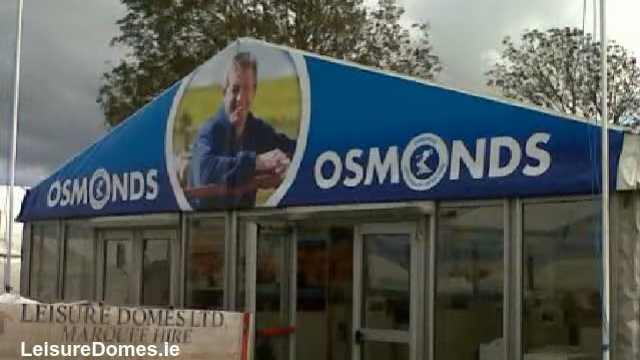 OSMONDS
OSMONDS
LEISURE DOMES LTD
MARQUEE HIRE
LeisureDomes.ie